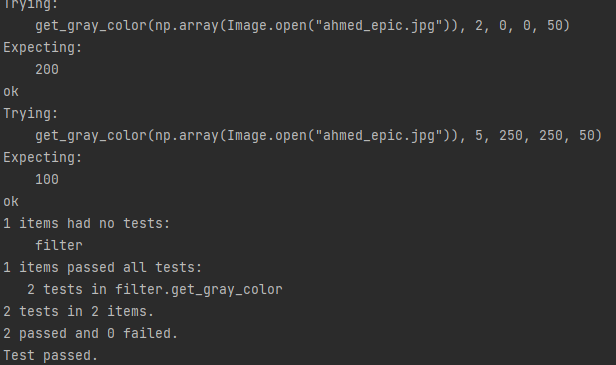 Trying:
    get_gray_color(np.array(Image.open("ahmed_epic.jpg")), 2, 0, 0, 50)
Expecting:
    200
ok
Trying:
    get_gray_color(np.array(Image.open("ahmed_epic.jpg")), 5, 250, 250, 50)
Expecting:
    100
ok
1 items had no tests:
    filter
1 items passed all tests:
   2 tests in filter.get_gray_color
2 tests in 2 items.
2 passed and 0 failed.
Test passed.